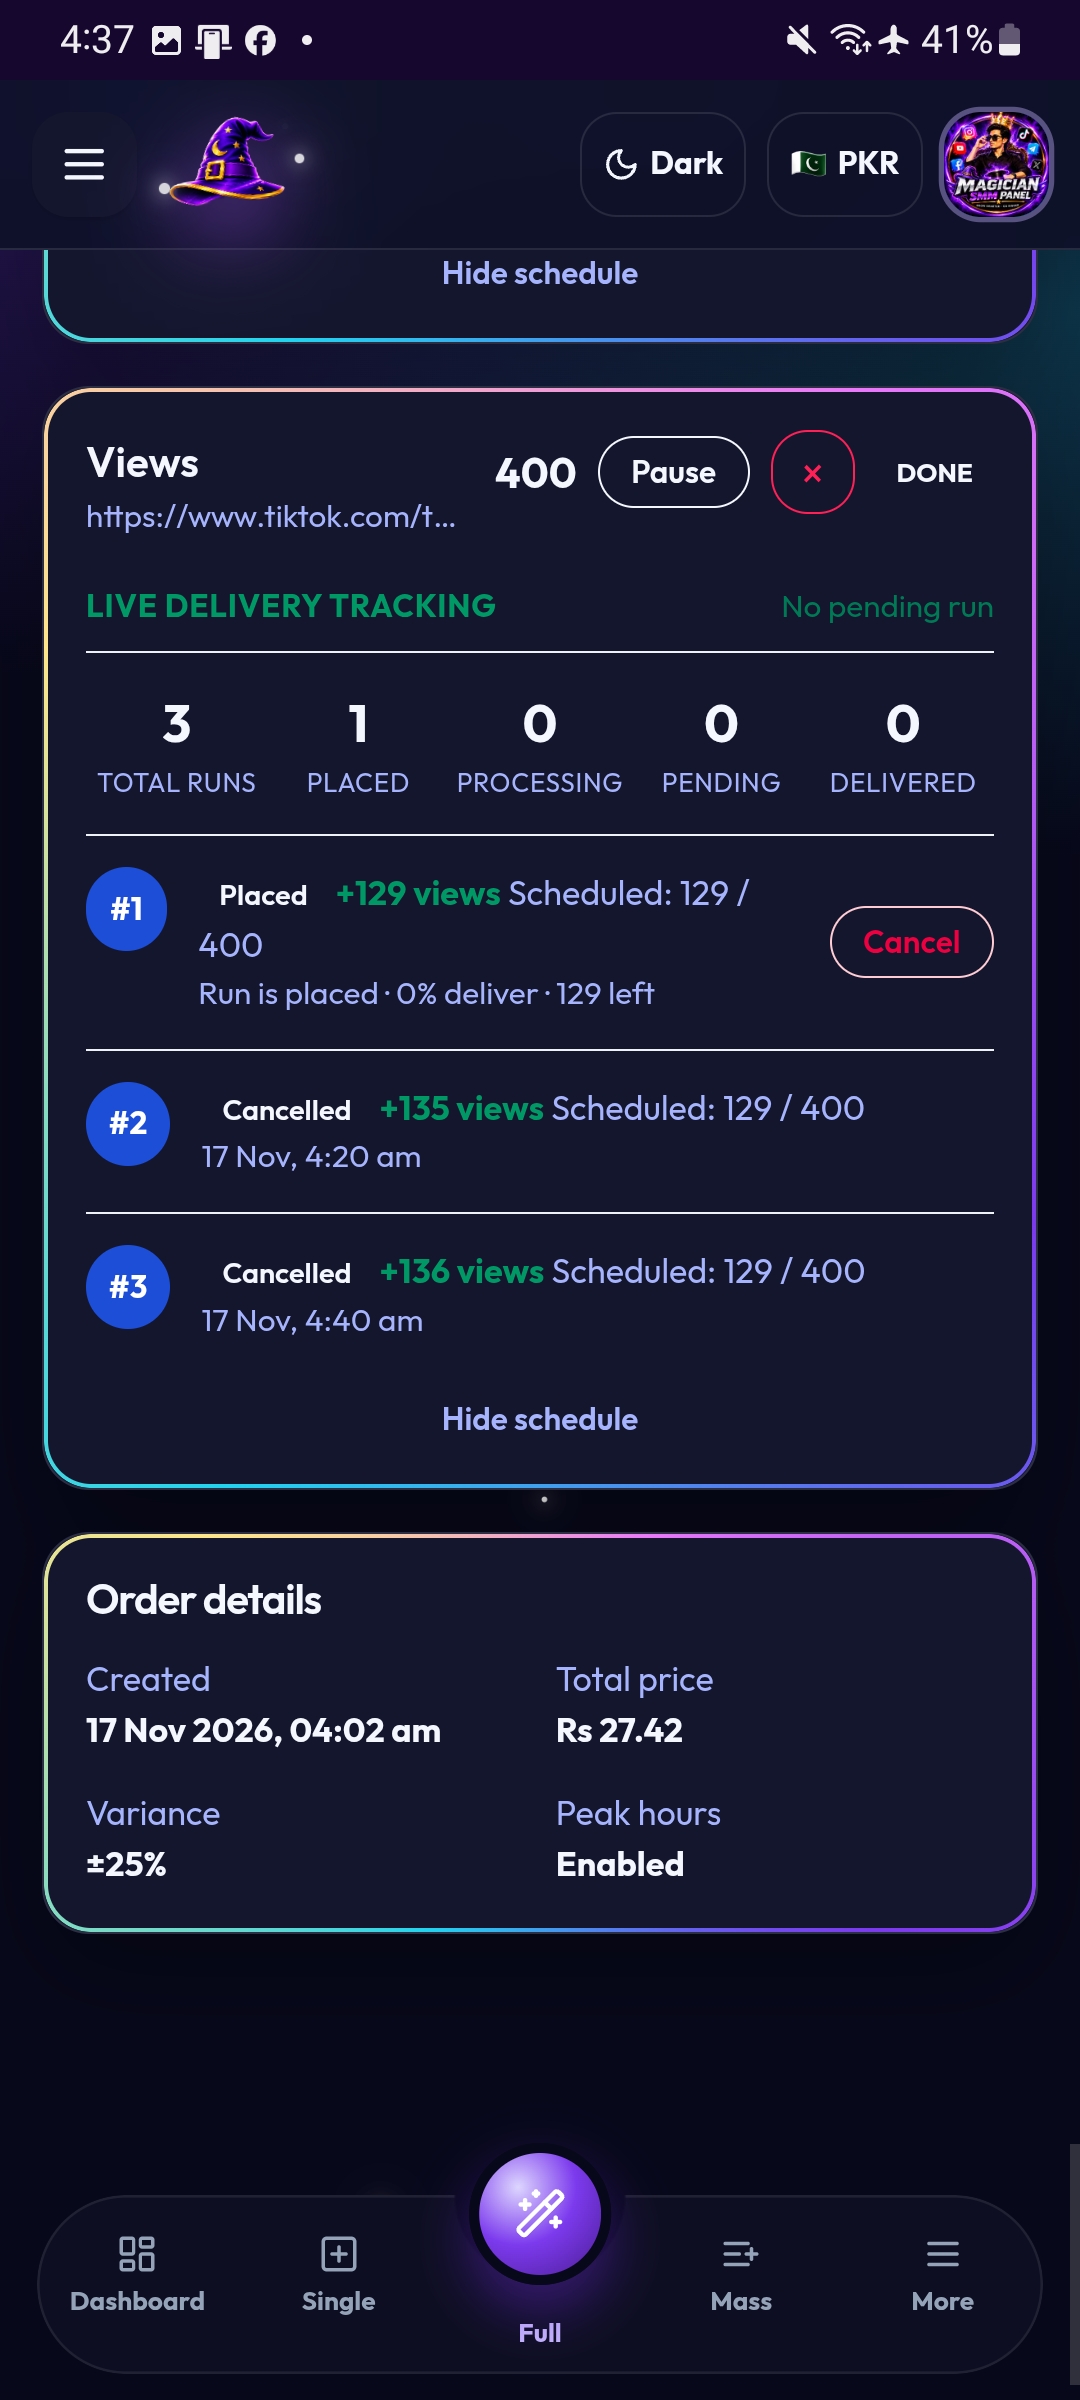 4:37
41%
Dark
PKR
MAGICIAN
SMM PANEL
Hide schedule
Views
400
Pause
×
DONE
https://www.tiktok.com/t...
LIVE DELIVERY TRACKING
No pending run
3
1
0
0
0
TOTAL RUNS
PLACED
PROCESSING
PENDING
DELIVERED
#1
Placed +129 views Scheduled: 129 /
400
Run is placed · 0% deliver · 129 left
Cancel
#2
Cancelled +135 views Scheduled: 129 / 400
17 Nov, 4:20 am
#3
Cancelled +136 views Scheduled: 129 / 400
17 Nov, 4:40 am
Hide schedule
Order details
Created
Total price
17 Nov 2026, 04:02 am
Rs 27.42
Variance
Peak hours
±25%
Enabled
Dashboard
Single
Full
Mass
More